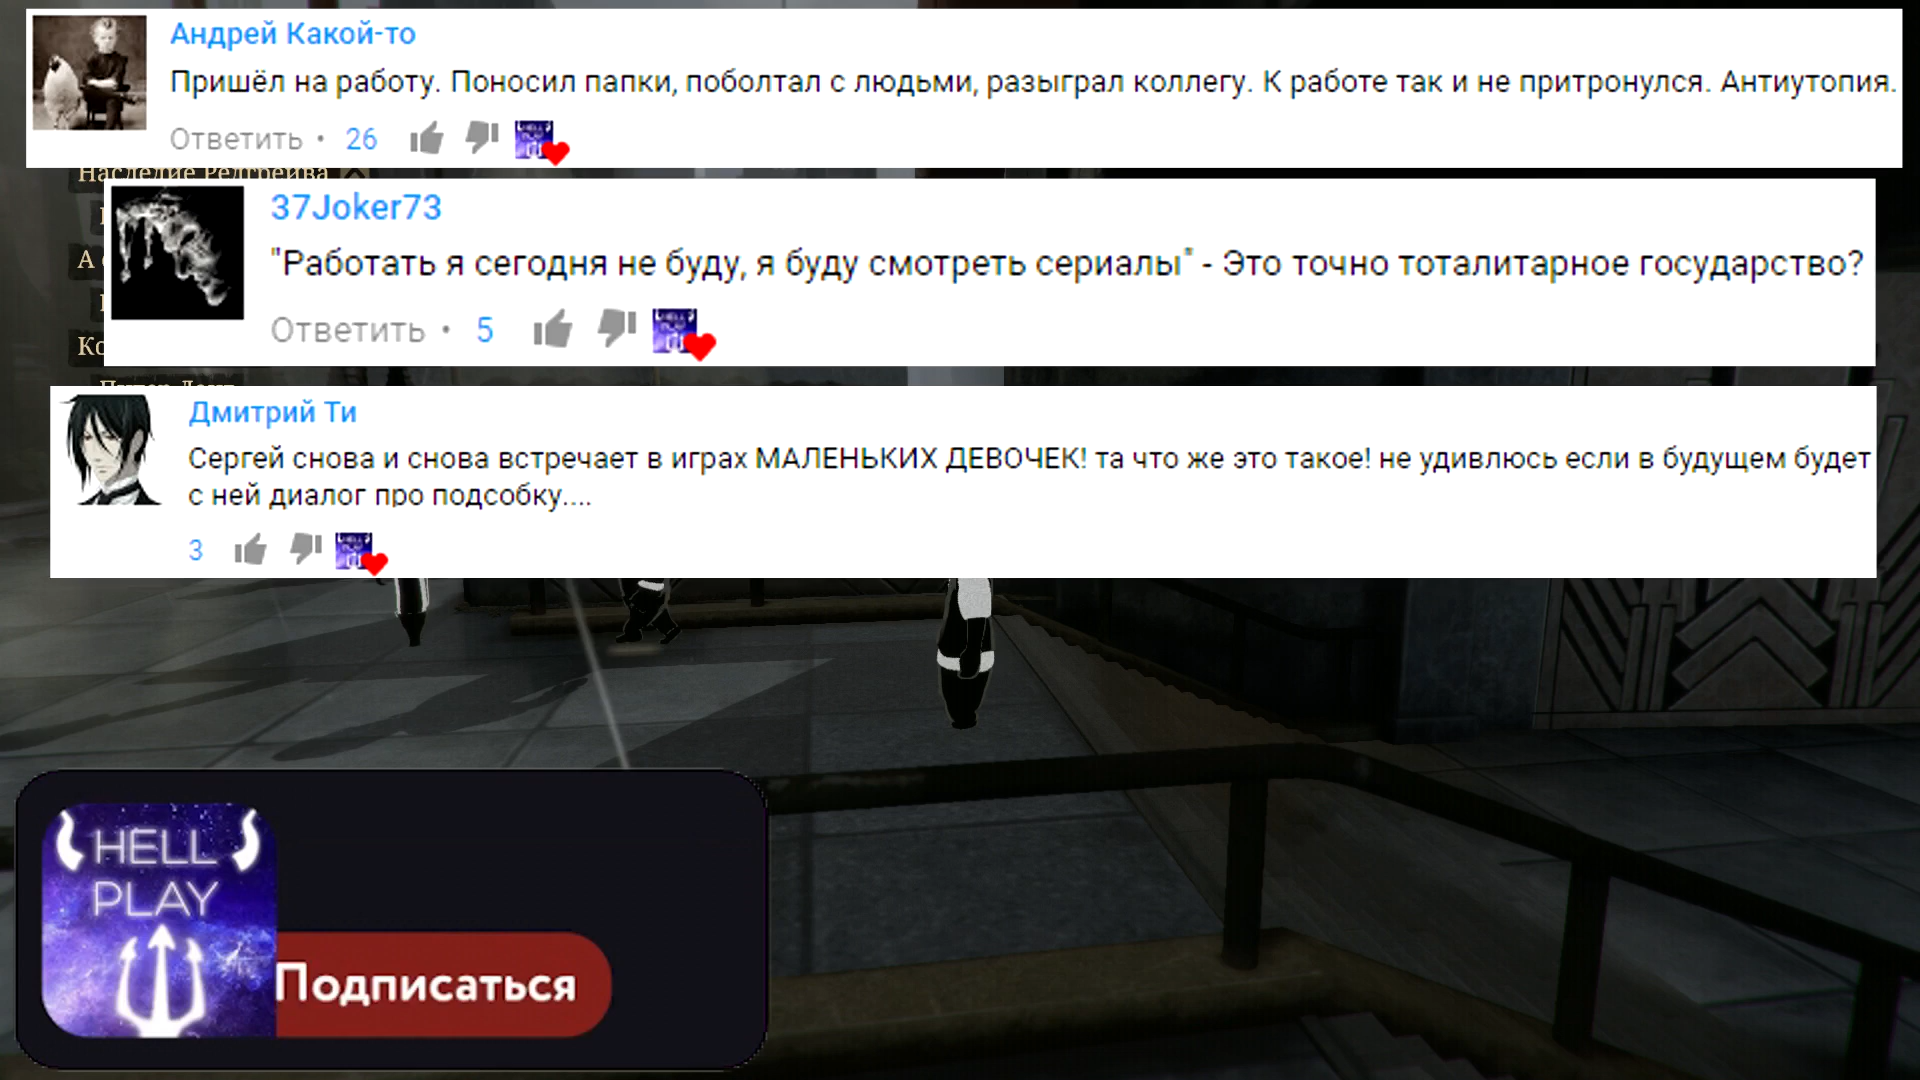 Андрей Какой-то
Пришёл на работу. Поносил папки, поболтал с людьми, разыграл коллегу. К работе так и не притронулся. Антиутопия.
Ответить • 26
Наследие Редгрейва
37Joker73
"Работать я сегодня не буду, я буду смотреть сериалы" - Это точно тоталитарное государство?
Ответить • 5
Дмитрий Ти
Сергей снова и снова встречает в играх МАЛЕНЬКИХ ДЕВОЧЕК! та что же это такое! не удивлюсь если в будущем будет
с ней диалог про подсобку....
3
HELL
PLAY
Подписаться